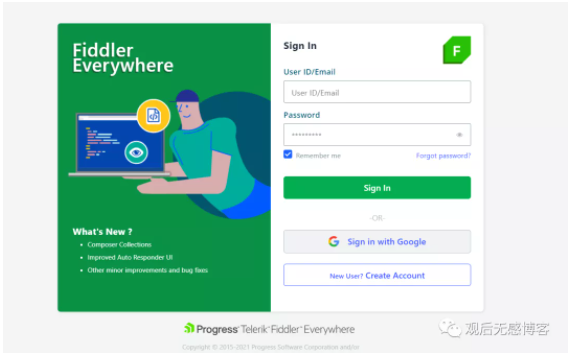 Fiddler
Everywhere
What's New ?
Composer Collections
Improved Auto Responder UI
Other minor improvements and bug fixes
Sign In
F
User ID/Email
User ID/Email
Password
Remember me
Forgot password?
Sign In
-OR-
Sign in with Google
New User? Create Account
Progress® Telerik® Fiddler™ Everywhere
Copyright © 2015-2021 Progress Software Corporation and/or
观后无感博客